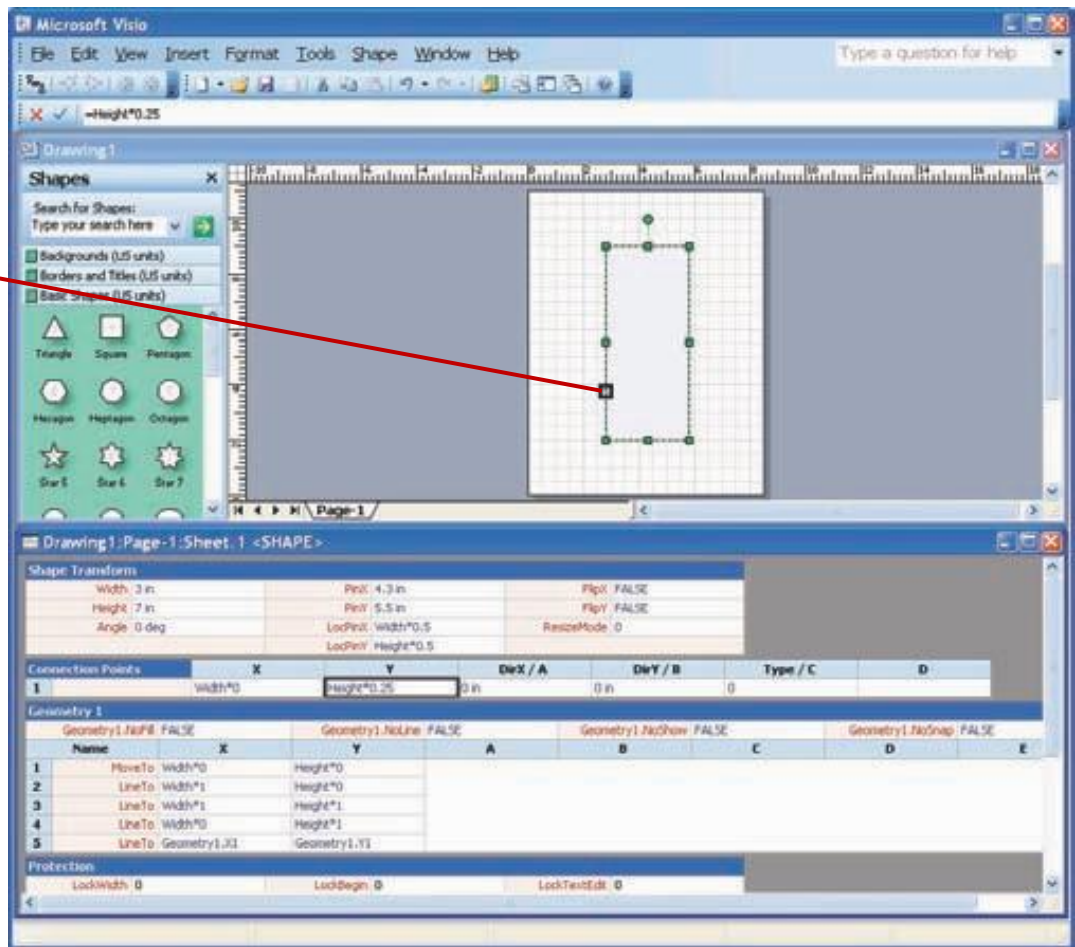 Microsoft Visio
File Edit View Insert Format Tools Shape Window Help Type a question for help
=Height*0.25
Drawing1
Shapes
Search for Shapes:
Type your search here
Backgrounds (US units)
Borders and Titles (US units)
Basic Shapes (US units)
Triangle Square Pentagon
Hexagon Heptagon Octagon
Star 5 Star 6 Star 7
Page-1
Drawing1:Page-1:Sheet.1 <SHAPE>
Shape Transform
Width 3 in PinX 4.3 in FlipX FALSE
Height 7 in PinY 5.5 in FlipY FALSE
Angle 0 deg LocPinX Width*0.5 ResizeMode 0
LocPinY Height*0.5
Connection Points X Y DirX / A DirY / B Type / C D
1 Width*0 Height*0.25 0 in 0 in 0
Geometry 1
Geometry1.NoFill FALSE Geometry1.NoLine FALSE Geometry1.NoShow FALSE Geometry1.NoSnap FALSE
Name X Y A B C D E
1 MoveTo Width*0 Height*0
2 LineTo Width*1 Height*0
3 LineTo Width*1 Height*1
4 LineTo Width*0 Height*1
5 LineTo Geometry1.X1 Geometry1.Y1
Protection
LockWidth 0 LockBegin 0 LockTextEdit 0